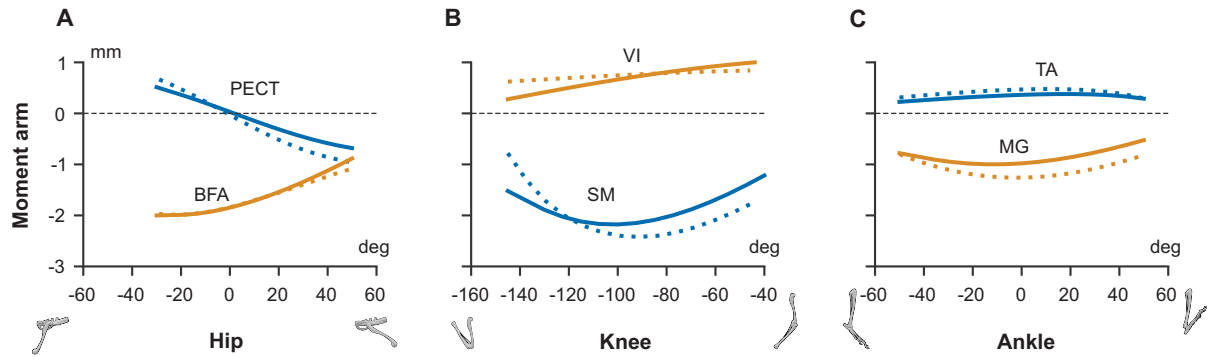 A
B
C
mm
VI
TA
PECT
BFA
SM
MG
Moment arm
1
0
-1
-2
-3
deg
deg
deg
-60 -40 -20 0 20 40 60
-160 -140 -120 -100 -80 -60 -40
-60 -40 -20 0 20 40 60
Hip
Knee
Ankle